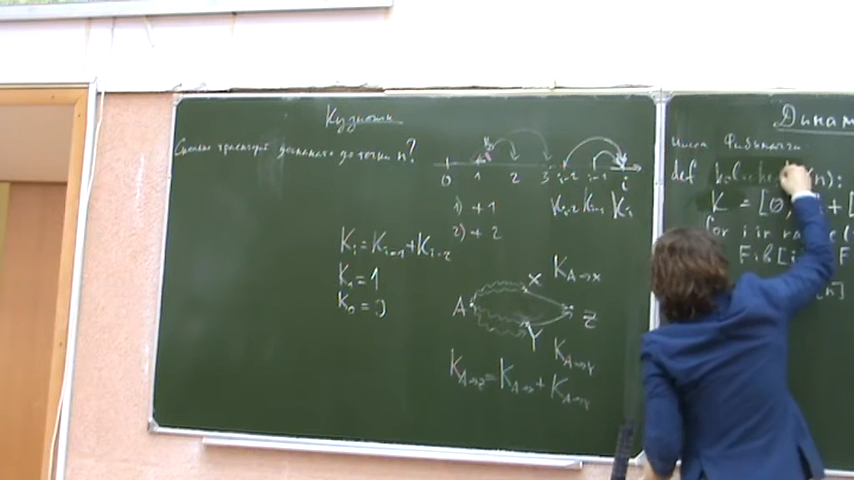 Кузнечик
Сколько траекторий до точки n?
0 1 2 3 i-2 i-1 i
1) +1
2) +2
K_{i-2} K_{i-1} K_i
K_i = K_{i-1} + K_{i-2}
K_1 = 1
K_0 = 0
A X Y Z
K_{A→X}
K_{A→Y}
K_{A→Z} = K_{A→X} + K_{A→Y}
Динам
Числа Фибоначчи
def (n):
K = [0, +
for i in range(
Fib[i F
n]